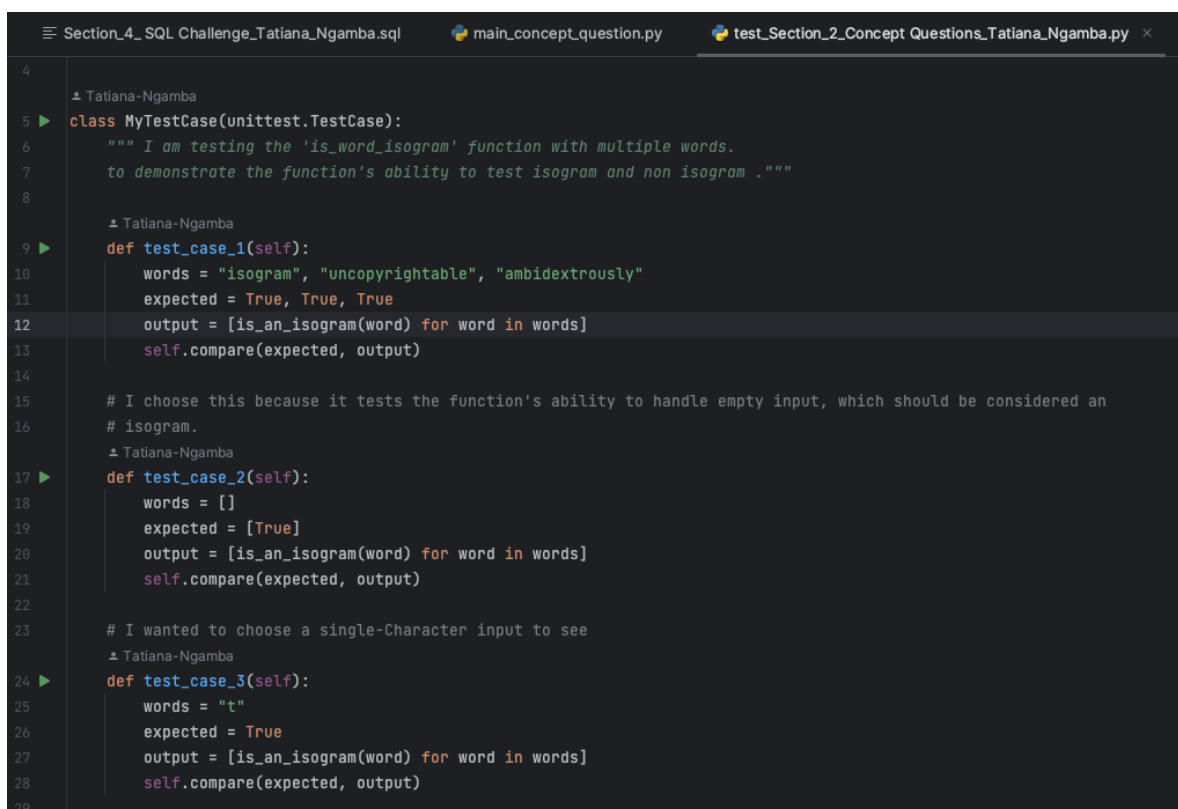 Section_4_ SQL Challenge_Tatiana_Ngamba.sql main_concept_question.py test_Section_2_Concept Questions_Tatiana_Ngamba.py ×
4
Tatiana-Ngamba
5 class MyTestCase(unittest.TestCase):
6 """ I am testing the 'is_word_isogram' function with multiple words.
7 to demonstrate the function's ability to test isogram and non isogram ."""
8
Tatiana-Ngamba
9 def test_case_1(self):
10 words = "isogram", "uncopyrightable", "ambidextrously"
11 expected = True, True, True
12 output = [is_an_isogram(word) for word in words]
13 self.compare(expected, output)
14
15 # I choose this because it tests the function's ability to handle empty input, which should be considered an
16 # isogram.
Tatiana-Ngamba
17 def test_case_2(self):
18 words = []
19 expected = [True]
20 output = [is_an_isogram(word) for word in words]
21 self.compare(expected, output)
22
23 # I wanted to choose a single-Character input to see
Tatiana-Ngamba
24 def test_case_3(self):
25 words = "t"
26 expected = True
27 output = [is_an_isogram(word) for word in words]
28 self.compare(expected, output)
29